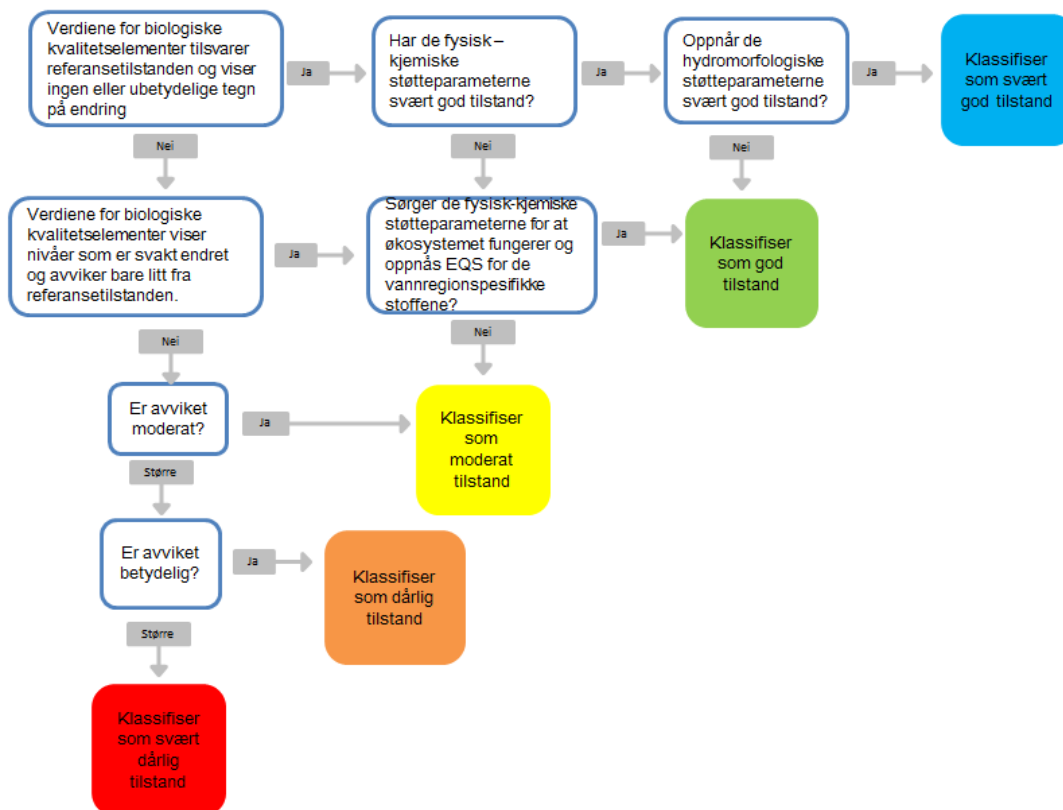 Verdiene for biologiske
kvalitetselementer tilsvarer
referansetilstanden og viser
ingen eller ubetydelige tegn
på endring
Ja
Har de fysisk –
kjemiske
støtteparameterne
svært god tilstand?
Ja
Oppnår de
hydromorfologiske
støtteparameterne
svært god tilstand?
Ja
Klassifiser
som svært
god tilstand
Nei
Nei
Nei
Verdiene for biologiske
kvalitetselementer viser
nivåer som er svakt endret
og avviker bare litt fra
referansetilstanden.
Ja
Sørger de fysisk-kjemiske
støtteparameterne for at
økosystemet fungerer og
oppnås EQS for de
vannregionspesifikke
stoffene?
Ja
Klassifiser
som god
tilstand
Nei
Nei
Er avviket
moderat?
Ja
Klassifiser
som
moderat
tilstand
Større
Er avviket
betydelig?
Ja
Klassifiser
som dårlig
tilstand
Større
Klassifiser
som svært
dårlig
tilstand